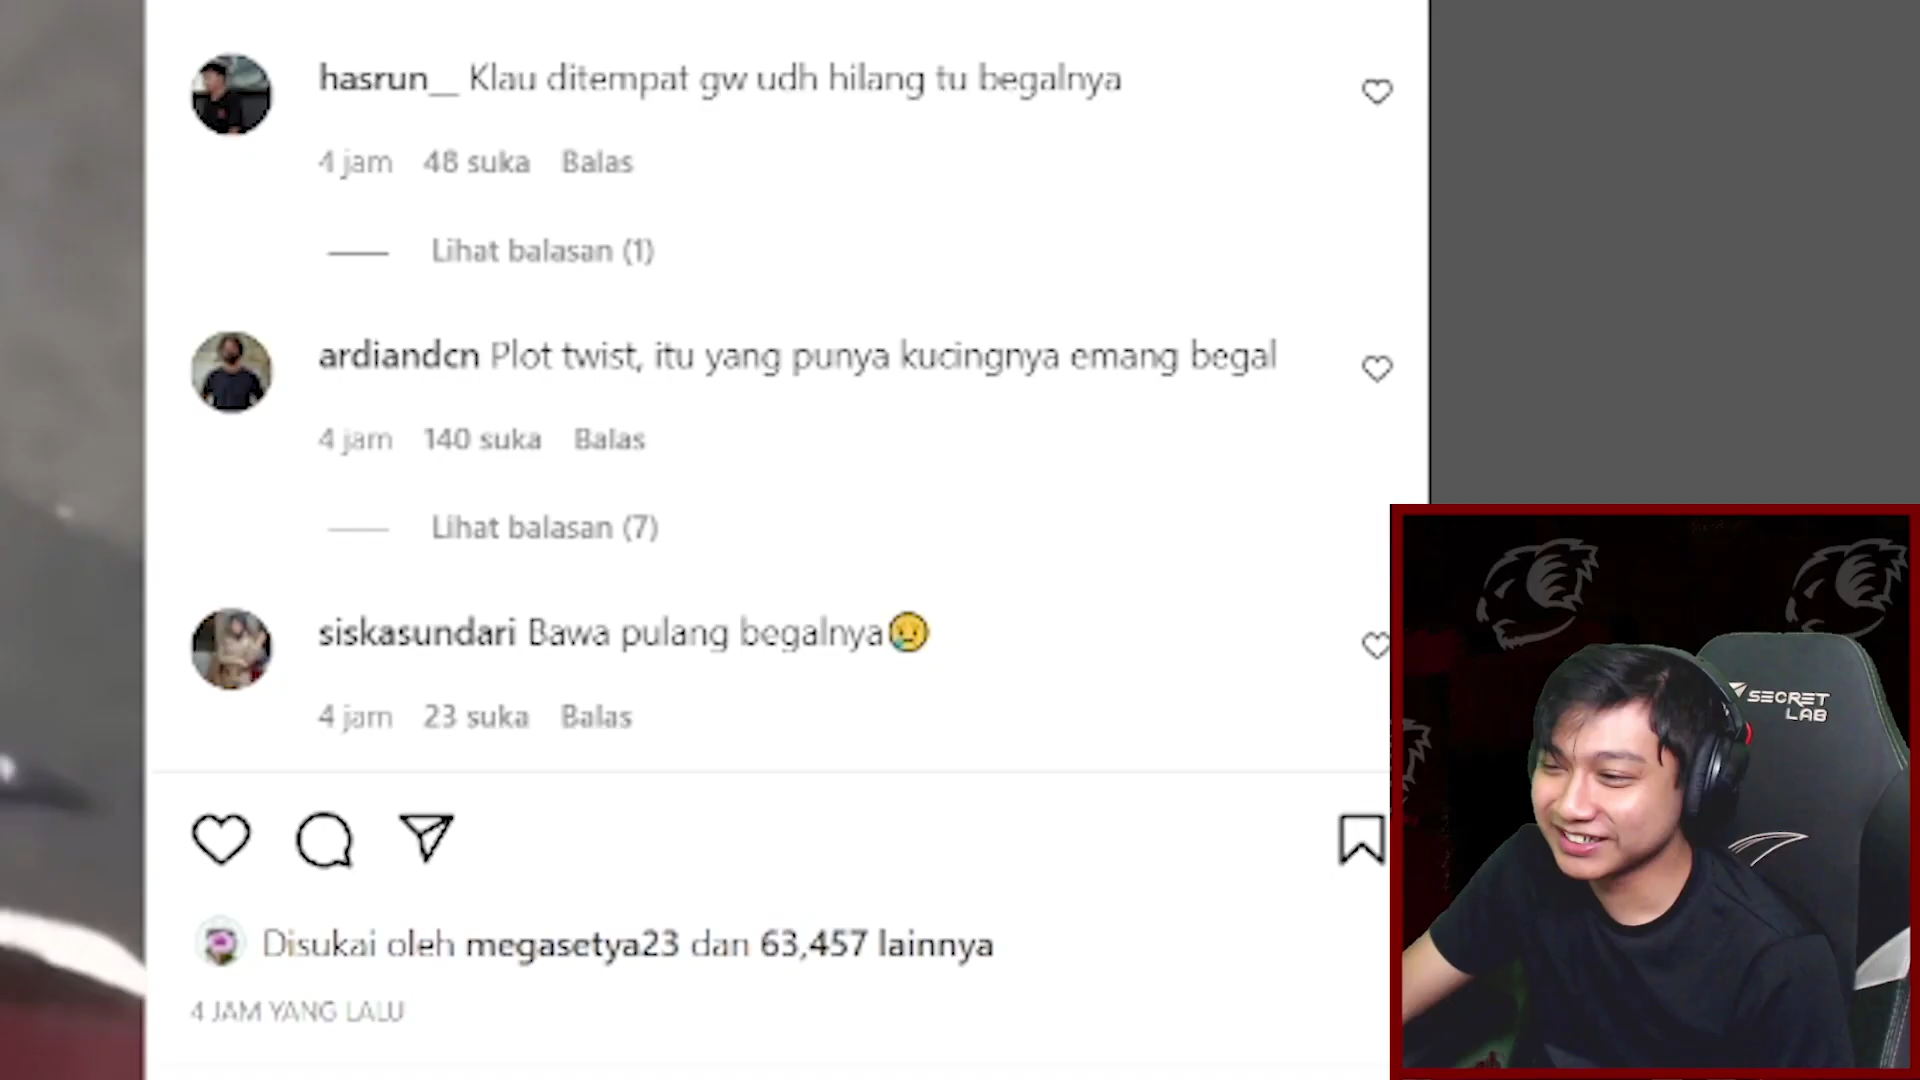 hasrun__ Klau ditempat gw udh hilang tu begalnya
4 jam 48 suka Balas
Lihat balasan (1)
ardiandcn Plot twist, itu yang punya kucingnya emang begal
4 jam 140 suka Balas
Lihat balasan (7)
siskasundari Bawa pulang begalnya😥
4 jam 23 suka Balas
Disukai oleh megasetya23 dan 63,457 lainnya
4 JAM YANG LALU
SECRET
LAB